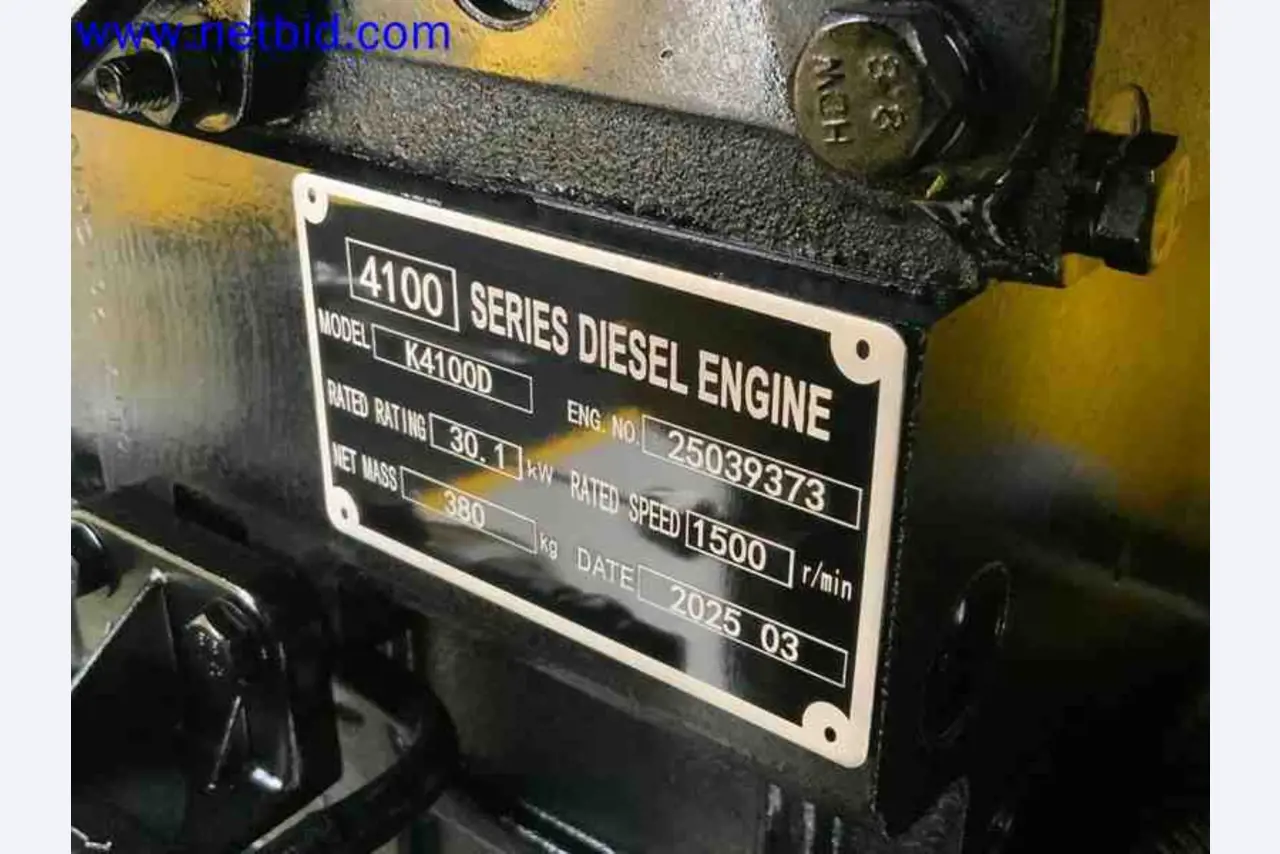 www.netbid.com
8.8
MCH
4100 SERIES DIESEL ENGINE
MODEL K4100D
ENG. NO. 25039373
RATED RATING 30.1 kW
RATED SPEED 1500 r/min
NET MASS 380 kg
DATE 2025 03